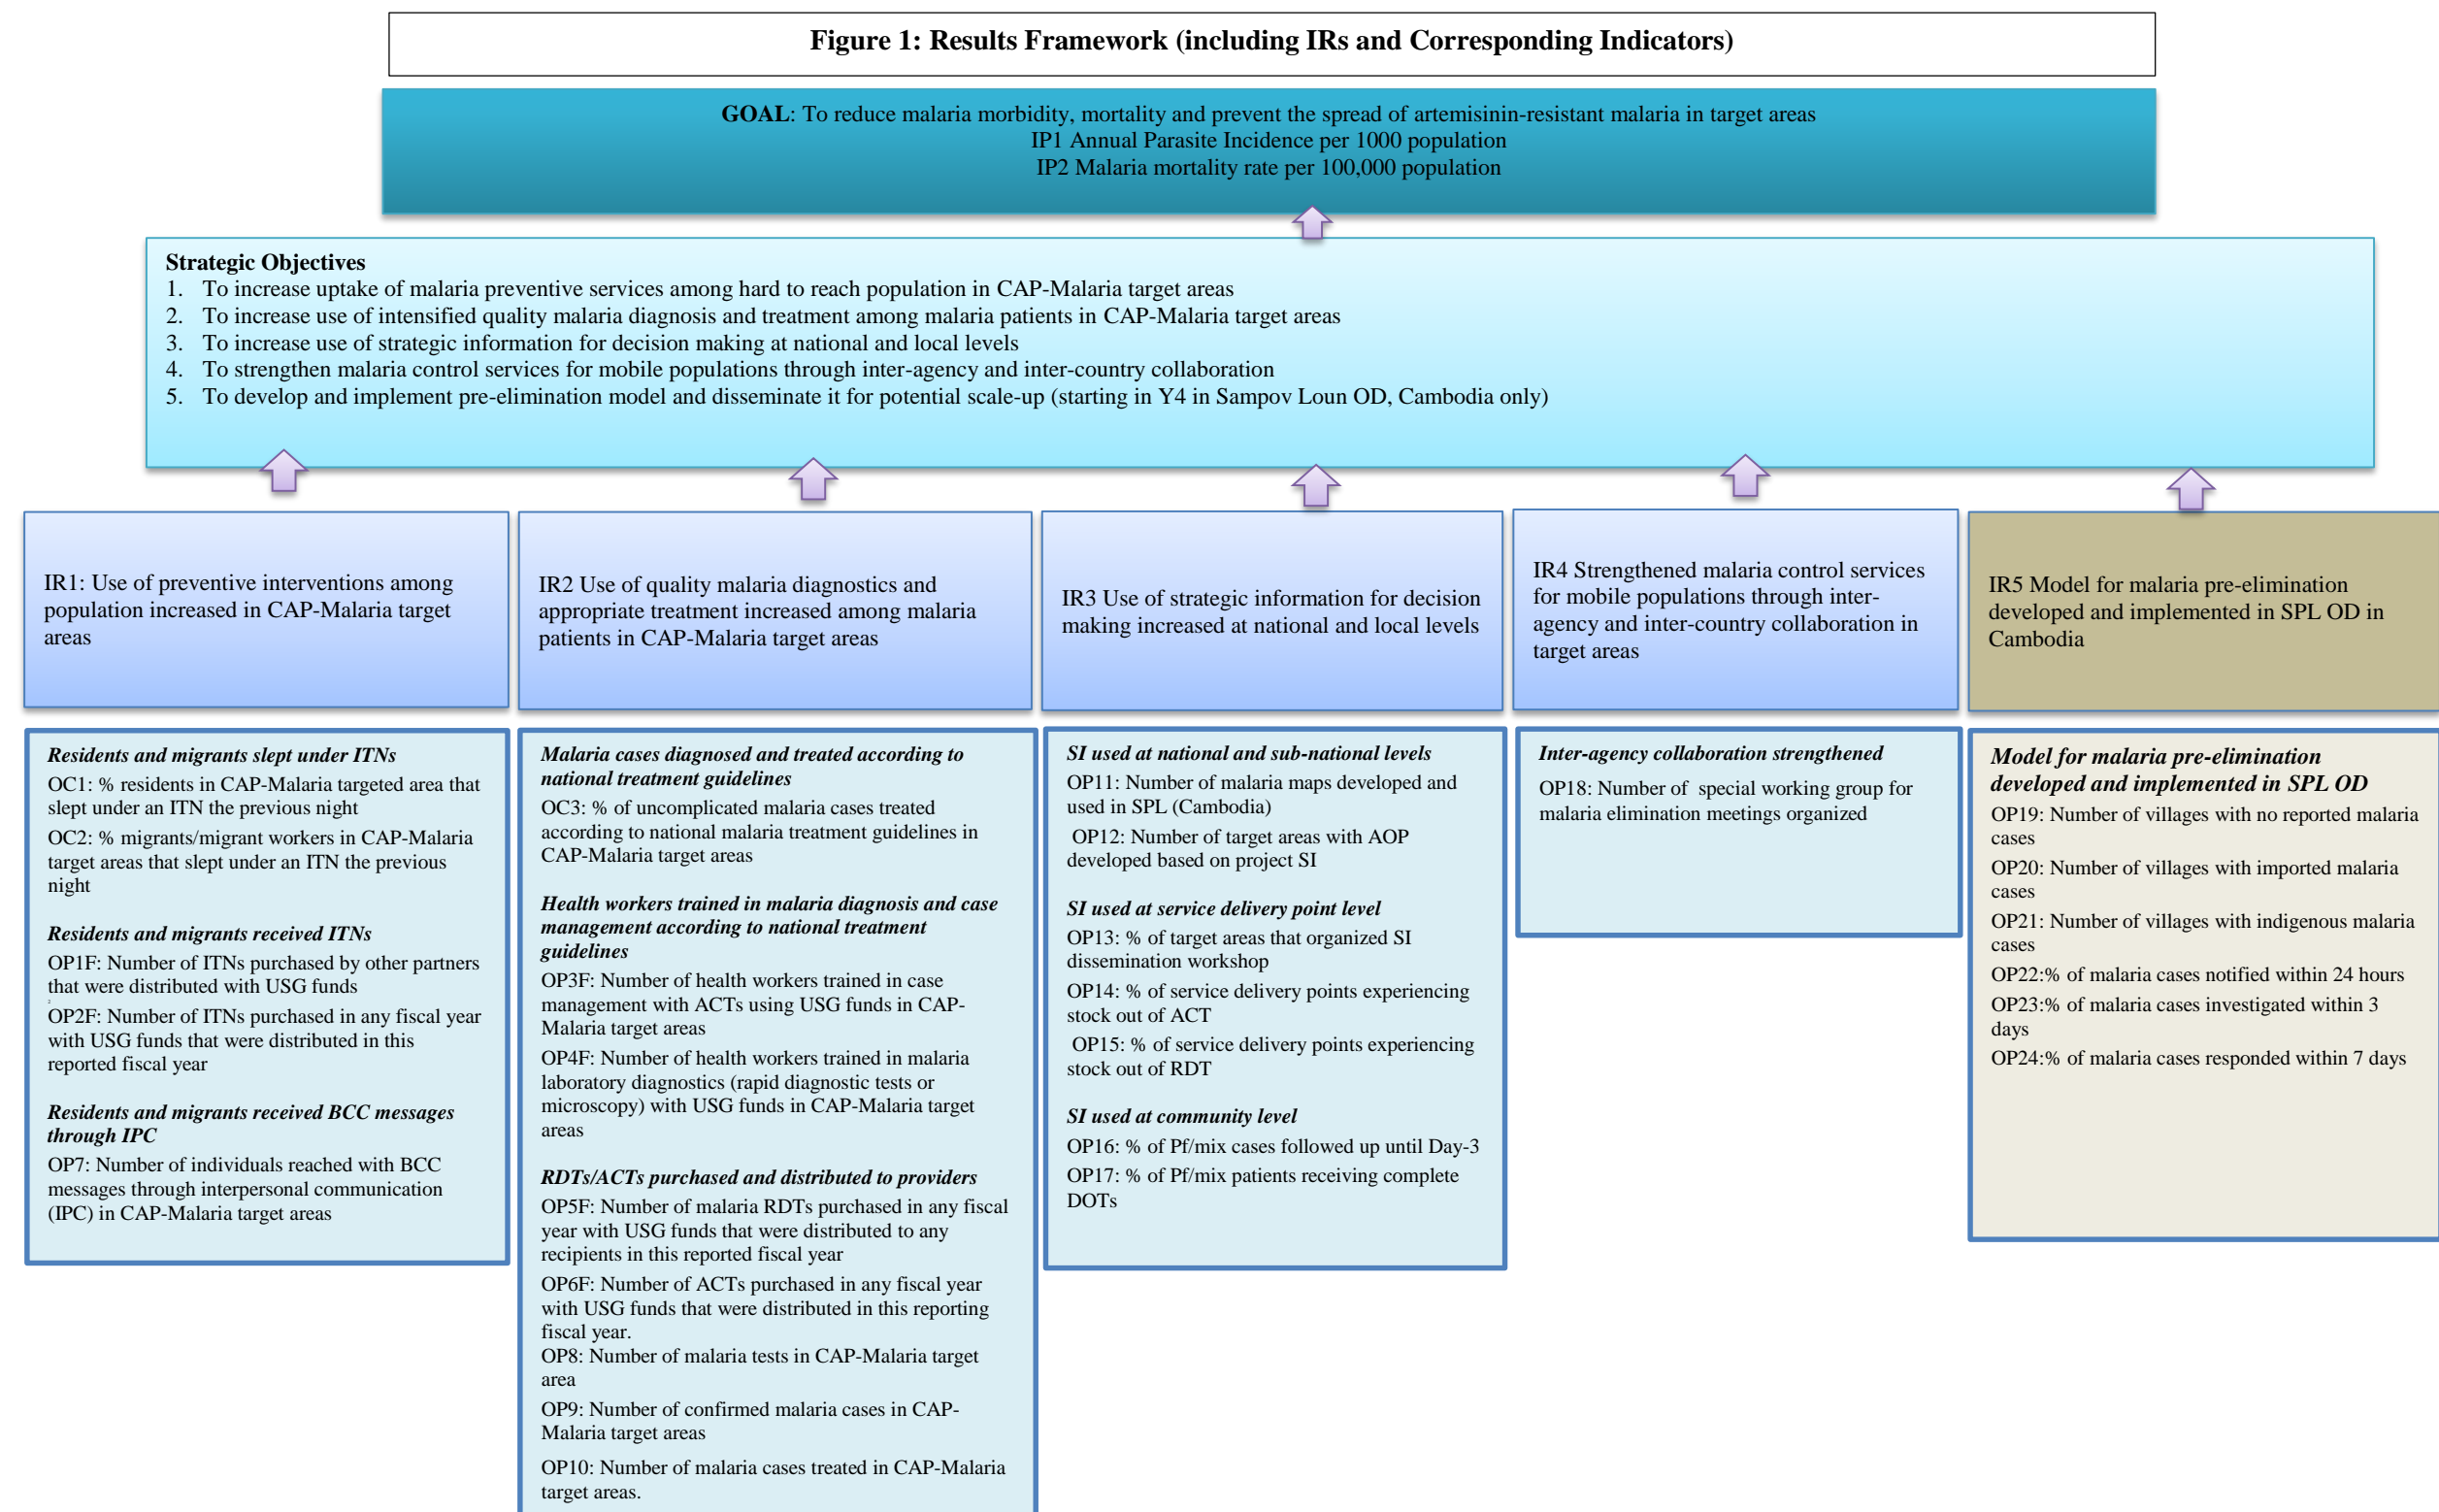 Figure 1: Results Framework (including IRs and Corresponding Indicators)
GOAL: To reduce malaria morbidity, mortality and prevent the spread of artemisinin-resistant malaria in target areas
IP1 Annual Parasite Incidence per 1000 population
IP2 Malaria mortality rate per 100,000 population
Strategic Objectives
1. To increase uptake of malaria preventive services among hard to reach population in CAP-Malaria target areas
2. To increase use of intensified quality malaria diagnosis and treatment among malaria patients in CAP-Malaria target areas
3. To increase use of strategic information for decision making at national and local levels
4. To strengthen malaria control services for mobile populations through inter-agency and inter-country collaboration
5. To develop and implement pre-elimination model and disseminate it for potential scale-up (starting in Y4 in Sampov Loun OD, Cambodia only)
IR1: Use of preventive interventions among
population increased in CAP-Malaria target
areas
IR2 Use of quality malaria diagnostics and
appropriate treatment increased among malaria
patients in CAP-Malaria target areas
IR3 Use of strategic information for decision
making increased at national and local levels
IR4 Strengthened malaria control services
for mobile populations through inter-
agency and inter-country collaboration in
target areas
IR5 Model for malaria pre-elimination
developed and implemented in SPL OD in
Cambodia
Residents and migrants slept under ITNs
OC1: % residents in CAP-Malaria targeted area that
slept under an ITN the previous night
OC2: % migrants/migrant workers in CAP-Malaria
target areas that slept under an ITN the previous
night
Residents and migrants received ITNs
OP1F: Number of ITNs purchased by other partners
that were distributed with USG funds
OP2F: Number of ITNs purchased in any fiscal year
with USG funds that were distributed in this
reported fiscal year
Residents and migrants received BCC messages
through IPC
OP7: Number of individuals reached with BCC
messages through interpersonal communication
(IPC) in CAP-Malaria target areas
Malaria cases diagnosed and treated according to
national treatment guidelines
OC3: % of uncomplicated malaria cases treated
according to national malaria treatment guidelines in
CAP-Malaria target areas
Health workers trained in malaria diagnosis and case
management according to national treatment
guidelines
OP3F: Number of health workers trained in case
management with ACTs using USG funds in CAP-
Malaria target areas
OP4F: Number of health workers trained in malaria
laboratory diagnostics (rapid diagnostic tests or
microscopy) with USG funds in CAP-Malaria target
areas
RDTs/ACTs purchased and distributed to providers
OP5F: Number of malaria RDTs purchased in any fiscal
year with USG funds that were distributed to any
recipients in this reported fiscal year
OP6F: Number of ACTs purchased in any fiscal year
with USG funds that were distributed in this reporting
fiscal year.
OP8: Number of malaria tests in CAP-Malaria target
area
OP9: Number of confirmed malaria cases in CAP-
Malaria target areas
OP10: Number of malaria cases treated in CAP-Malaria
target areas.
SI used at national and sub-national levels
OP11: Number of malaria maps developed and
used in SPL (Cambodia)
OP12: Number of target areas with AOP
developed based on project SI
SI used at service delivery point level
OP13: % of target areas that organized SI
dissemination workshop
OP14: % of service delivery points experiencing
stock out of ACT
OP15: % of service delivery points experiencing
stock out of RDT
SI used at community level
OP16: % of Pf/mix cases followed up until Day-3
OP17: % of Pf/mix patients receiving complete
DOTs
Inter-agency collaboration strengthened
OP18: Number of special working group for
malaria elimination meetings organized
Model for malaria pre-elimination
developed and implemented in SPL OD
OP19: Number of villages with no reported malaria
cases
OP20: Number of villages with imported malaria
cases
OP21: Number of villages with indigenous malaria
cases
OP22:% of malaria cases notified within 24 hours
OP23:% of malaria cases investigated within 3
days
OP24:% of malaria cases responded within 7 days